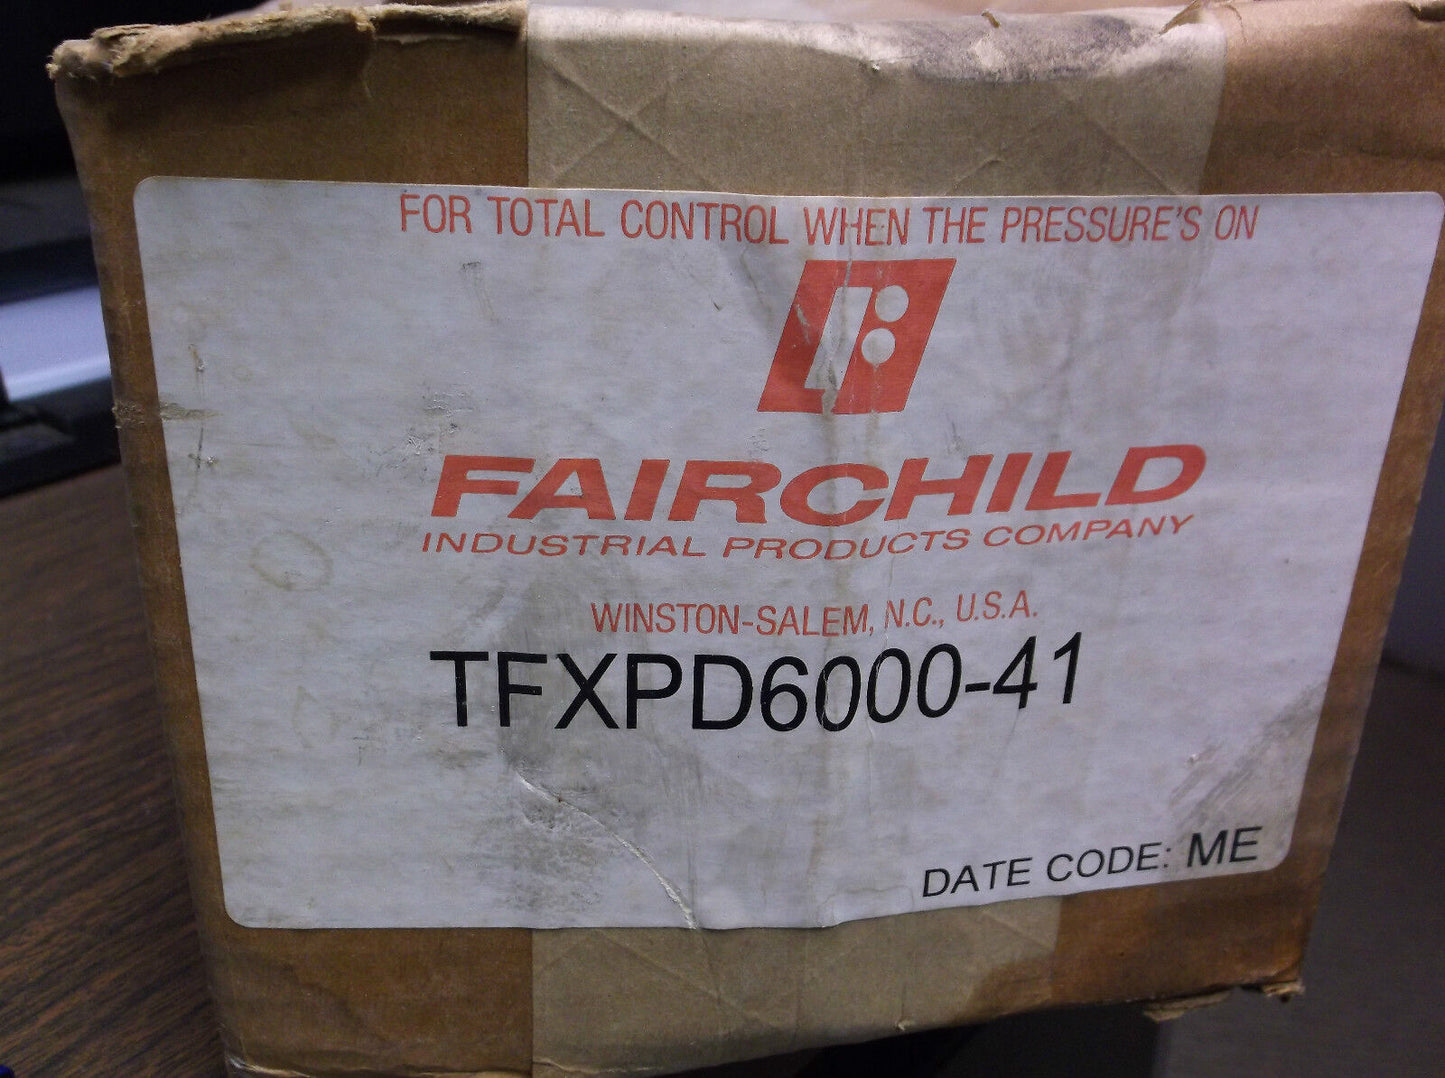 FOR TOTAL CONTROL WHEN THE PRESSURE'S ON
FAIRCHILD
INDUSTRIAL PRODUCTS COMPANY
WINSTON-SALEM, N.C., U.S.A.
TFXPD6000-41
DATE CODE: ME